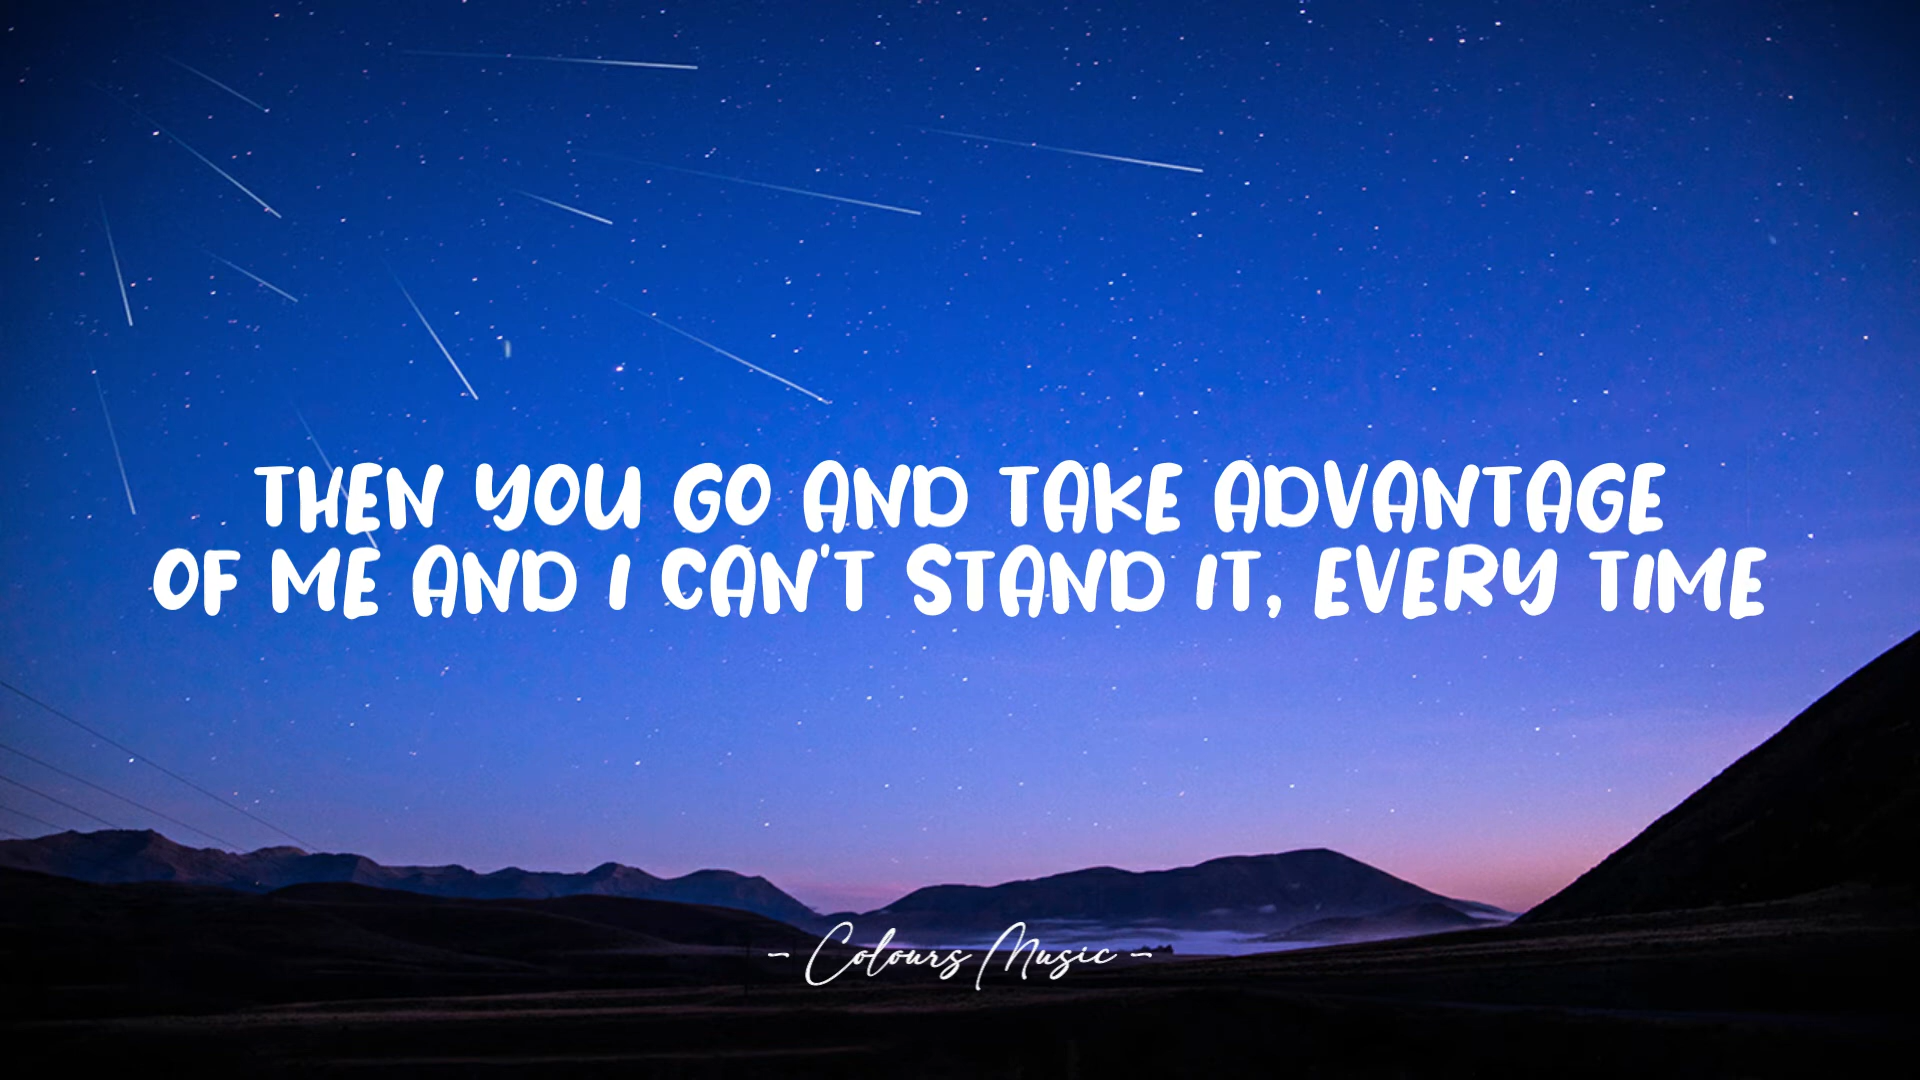 THEN YOU GO AND TAKE ADVANTAGE
OF ME AND I CAN'T STAND IT, EVERY TIME
- Colours Music -